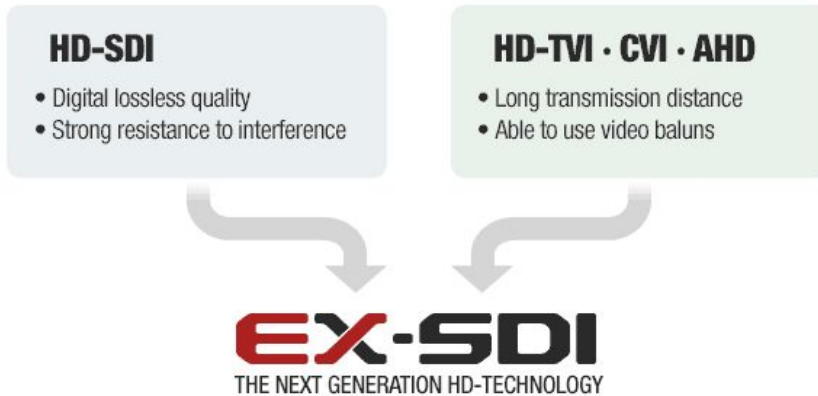 HD-SDI
• Digital lossless quality
• Strong resistance to interference
HD-TVI · CVI · AHD
• Long transmission distance
• Able to use video baluns
EX-SDI
THE NEXT GENERATION HD-TECHNOLOGY